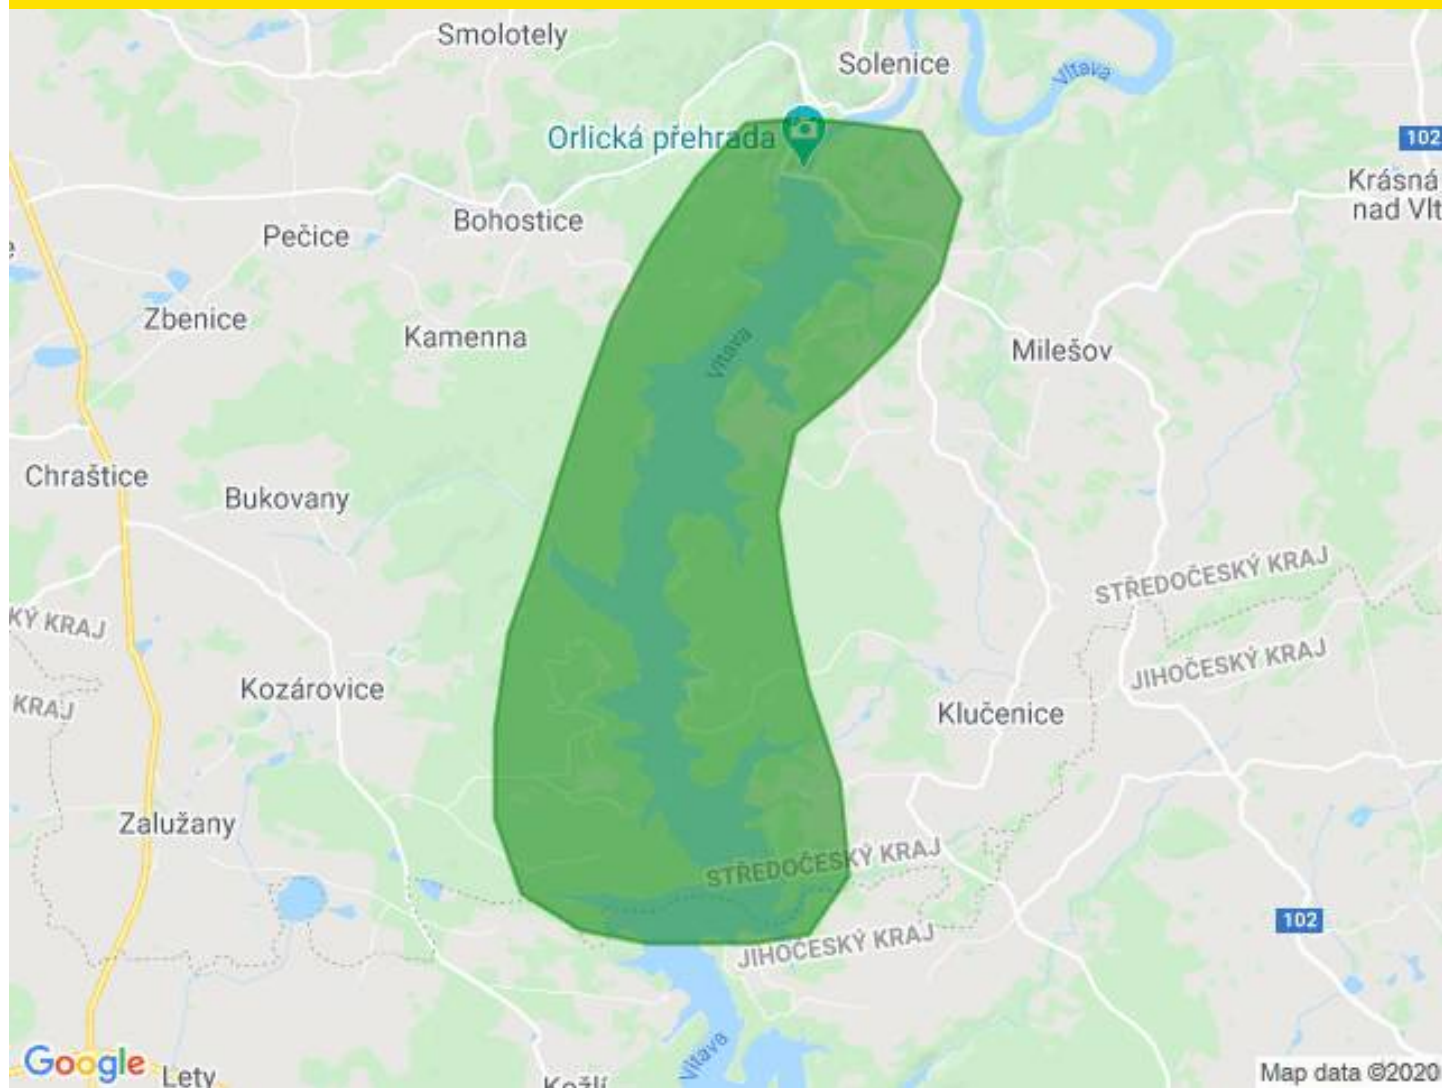 Smolotely
Solenice
Vltava
Orlická přehrada
102
Krásná
nad Vlt
Bohostice
Pečice
Zbenice
Kamenna
Vltava
Milešov
Chraštice
Bukovany
STŘEDOČESKÝ KRAJ
KÝ KRAJ
JIHOČESKÝ KRAJ
Kozárovice
KRAJ
Klučenice
Zalužany
STŘEDOČESKÝ KRAJ
102
JIHOČESKÝ KRAJ
Vltava
Google
Lety
Kožlí
Map data ©2020